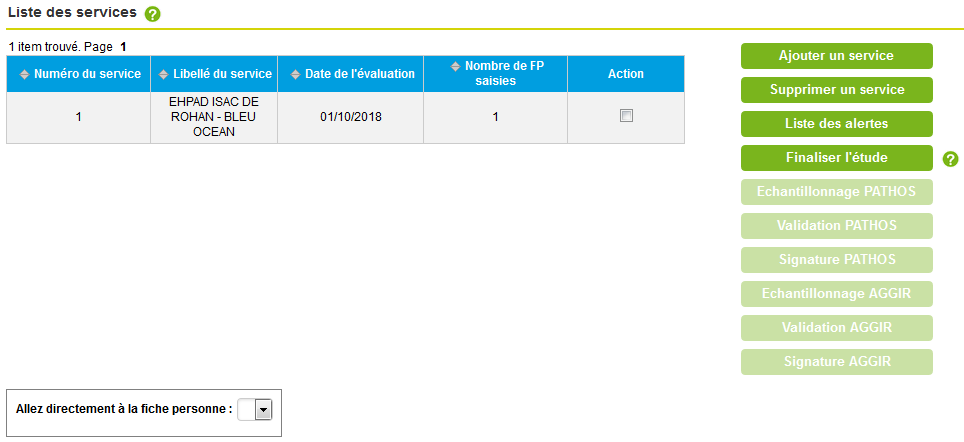 Liste des services ?
1 item trouvé. Page 1
Numéro du service
Libellé du service
Date de l'évaluation
Nombre de FP
saisies
Action
1
EHPAD ISAC DE
ROHAN - BLEU
OCEAN
01/10/2018
1
Ajouter un service
Supprimer un service
Liste des alertes
Finaliser l'étude
?
Echantillonnage PATHOS
Validation PATHOS
Signature PATHOS
Echantillonnage AGGIR
Validation AGGIR
Signature AGGIR
Allez directement à la fiche personne :